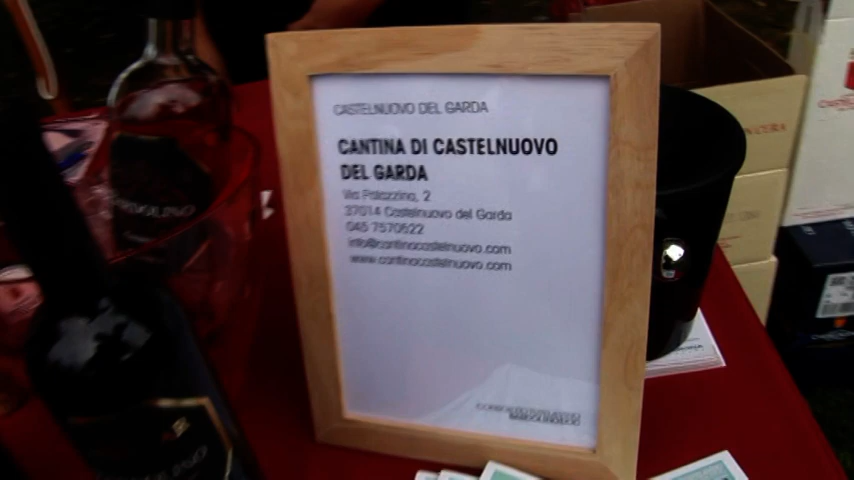 CASTELNUOVO DEL GARDA
CANTINA DI CASTELNUOVO
DEL GARDA
Via Palazzina, 2
37014 Castelnuovo del Garda
045 7570522
info@cantinacastelnuovo.com
www.cantinacastelnuovo.com